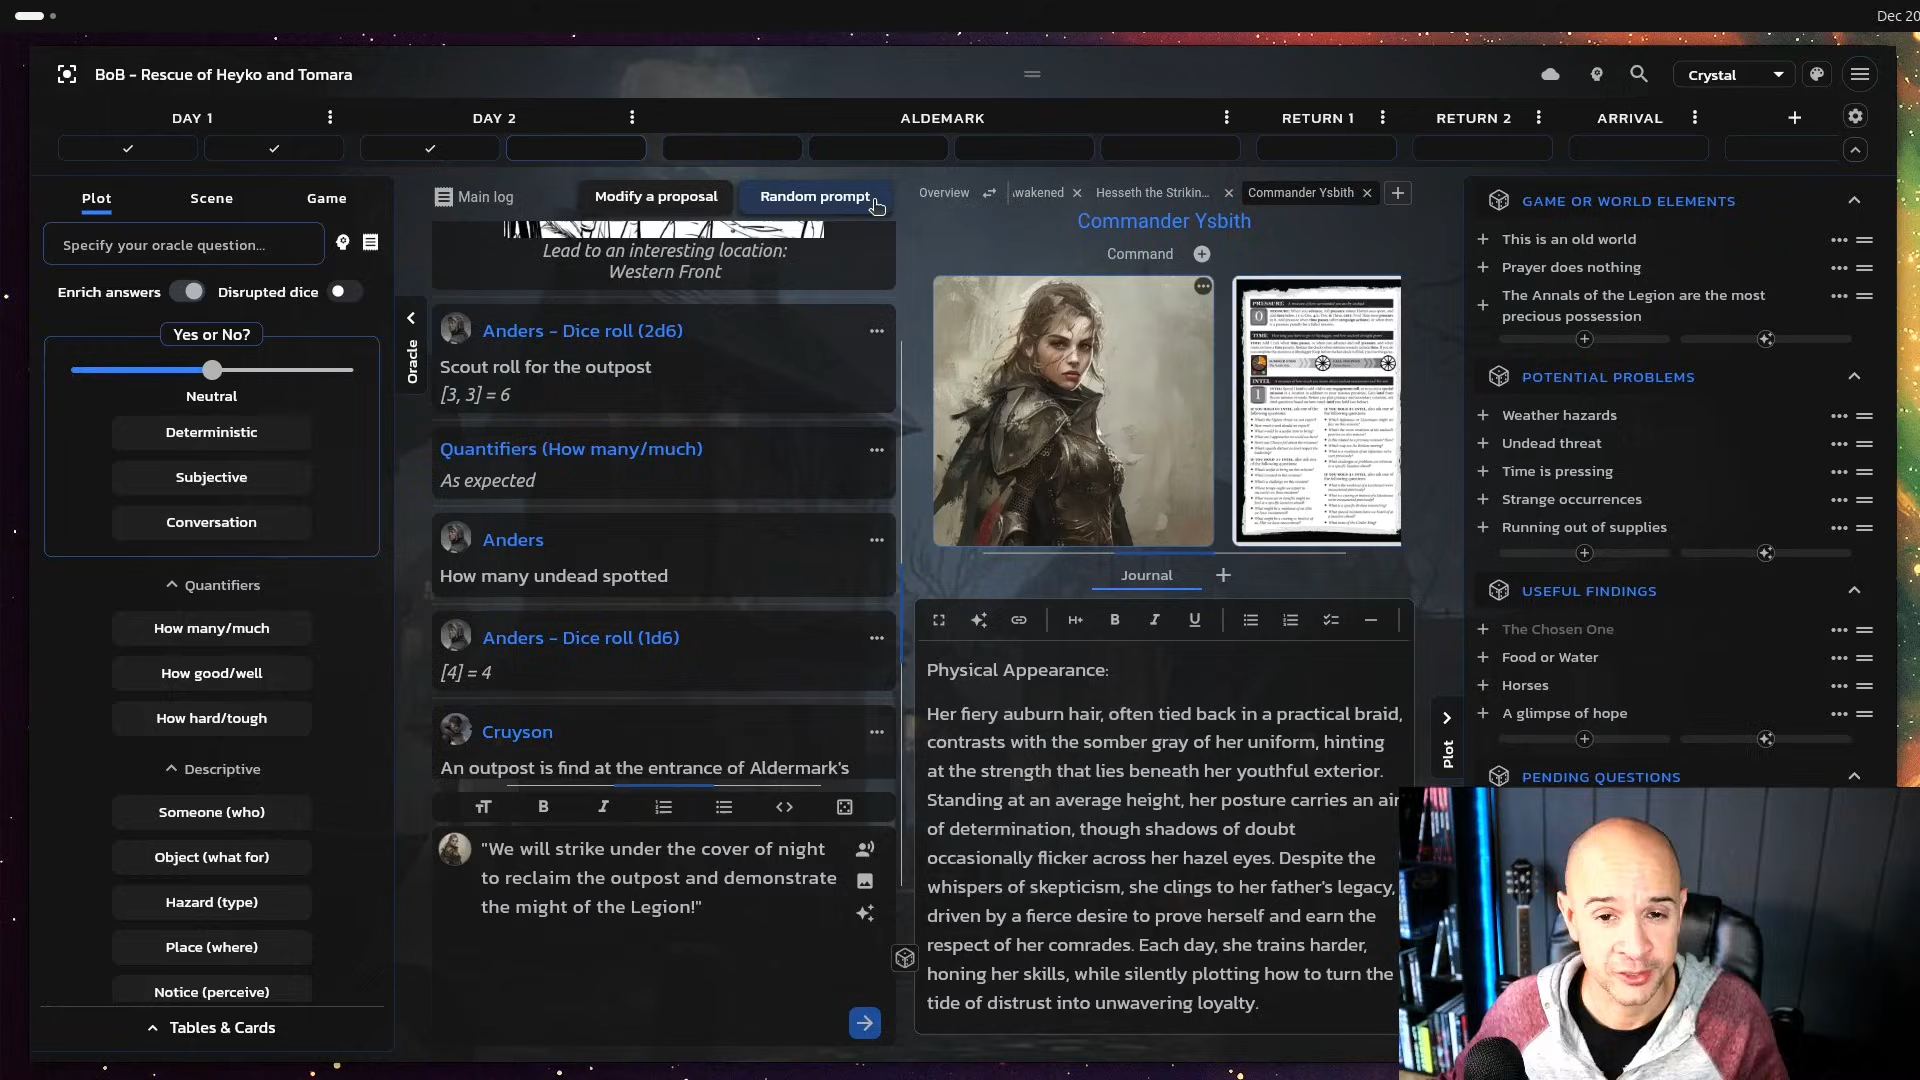 Dec 20
BoB - Rescue of Heyko and Tomara
Crystal
DAY 1
DAY 2
ALDEMARK
RETURN 1
RETURN 2
ARRIVAL
Plot
Scene
Game
Specify your oracle question...
Enrich answers
Disrupted dice
Yes or No?
Neutral
Deterministic
Subjective
Conversation
Quantifiers
How many/much
How good/well
How hard/tough
Descriptive
Someone (who)
Object (what for)
Hazard (type)
Place (where)
Notice (perceive)
Tables & Cards
Oracle
Main log
Modify a proposal
Random prompt
Lead to an interesting location:
Western Front
Anders - Dice roll (2d6)
Scout roll for the outpost
[3, 3] = 6
Quantifiers (How many/much)
As expected
Anders
How many undead spotted
Anders - Dice roll (1d6)
[4] = 4
Cruyson
An outpost is find at the entrance of Aldermark's
"We will strike under the cover of night
to reclaim the outpost and demonstrate
the might of the Legion!"
Overview
wakened
Hesseth the Strikin...
Commander Ysbith
Commander Ysbith
Command
PRESSURE
0
TIME
INTEL
1
Journal
H+
B
I
U
Physical Appearance:
Her fiery auburn hair, often tied back in a practical braid,
contrasts with the somber gray of her uniform, hinting
at the strength that lies beneath her youthful exterior.
Standing at an average height, her posture carries an air
of determination, though shadows of doubt
occasionally flicker across her hazel eyes. Despite the
whispers of skepticism, she clings to her father's legacy,
driven by a fierce desire to prove herself and earn the
respect of her comrades. Each day, she trains harder,
honing her skills, while silently plotting how to turn the
tide of distrust into unwavering loyalty.
Plot
GAME OR WORLD ELEMENTS
This is an old world
Prayer does nothing
The Annals of the Legion are the most
precious possession
POTENTIAL PROBLEMS
Weather hazards
Undead threat
Time is pressing
Strange occurrences
Running out of supplies
USEFUL FINDINGS
The Chosen One
Food or Water
Horses
A glimpse of hope
PENDING QUESTIONS